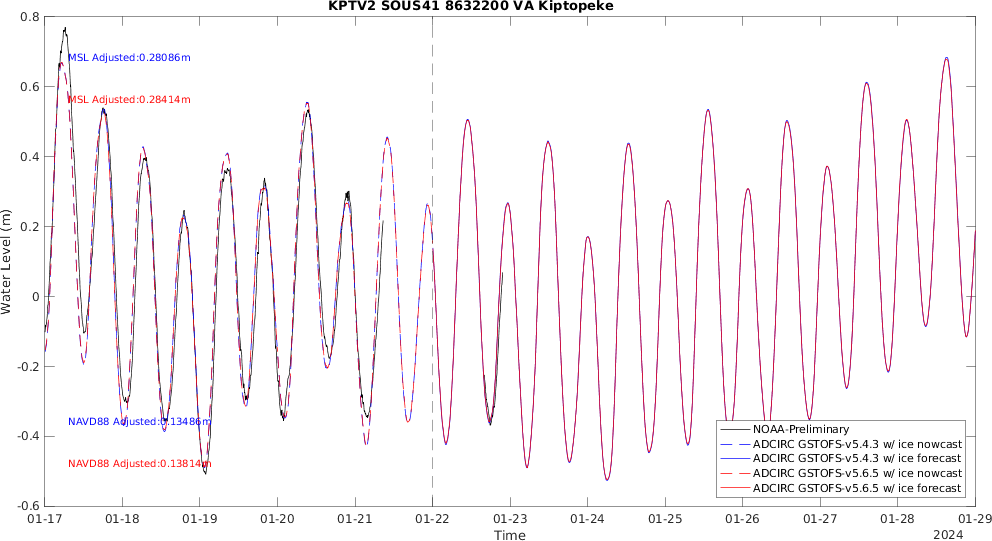 KPTV2 SOUS41 8632200 VA Kiptopeke
0.8
0.6
0.4
0.2
0
-0.2
-0.4
-0.6
Water Level (m)
MSL Adjusted:0.28086m
MSL Adjusted:0.28414m
NAVD88 Adjusted:0.13486m
NAVD88 Adjusted:0.13814m
NOAA-Preliminary
ADCIRC GSTOFS-v5.4.3 w/ ice nowcast
ADCIRC GSTOFS-v5.4.3 w/ ice forecast
ADCIRC GSTOFS-v5.6.5 w/ ice nowcast
ADCIRC GSTOFS-v5.6.5 w/ ice forecast
01-17 01-18 01-19 01-20 01-21 01-22 01-23 01-24 01-25 01-26 01-27 01-28 01-29
Time
2024